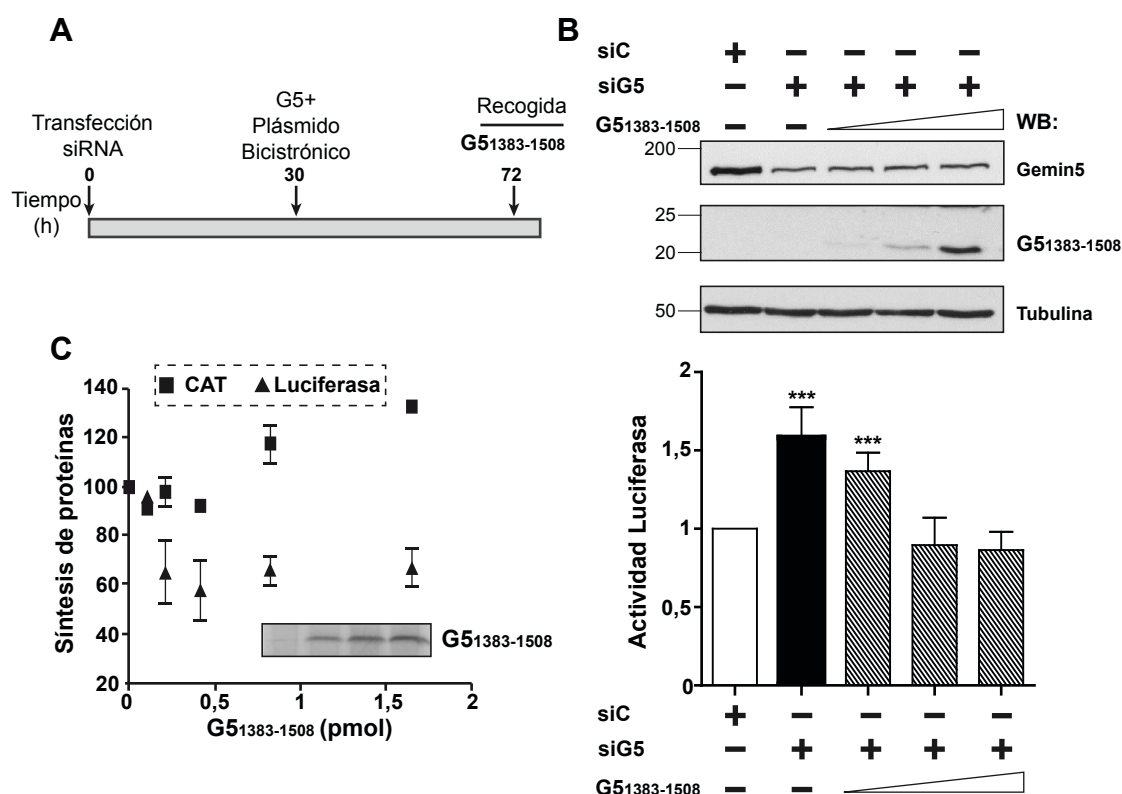 A
Transfección
siRNA
G5+
Plásmido
Bicistrónico
Recogida
G51383-1508
0
30
72
Tiempo
(h)
B
siC
+ − − − −
siG5
− + + + +
G51383-1508
− −
WB:
200
Gemin5
25
20
G51383-1508
50
Tubulina
C
CAT
Luciferasa
Síntesis de proteínas
140
120
100
80
60
40
20
0
0,5
1
1,5
2
G51383-1508
G51383-1508 (pmol)
Actividad Luciferasa
2
1,5
1
0,5
0
***
***
siC
+ − − − −
siG5
− + + + +
G51383-1508
− −